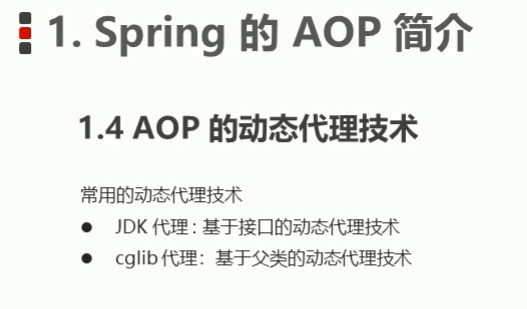 1. Spring 的 AOP 简介
1.4 AOP 的动态代理技术
常用的动态代理技术
● JDK 代理 : 基于接口的动态代理技术
● cglib 代理：基于父类的动态代理技术